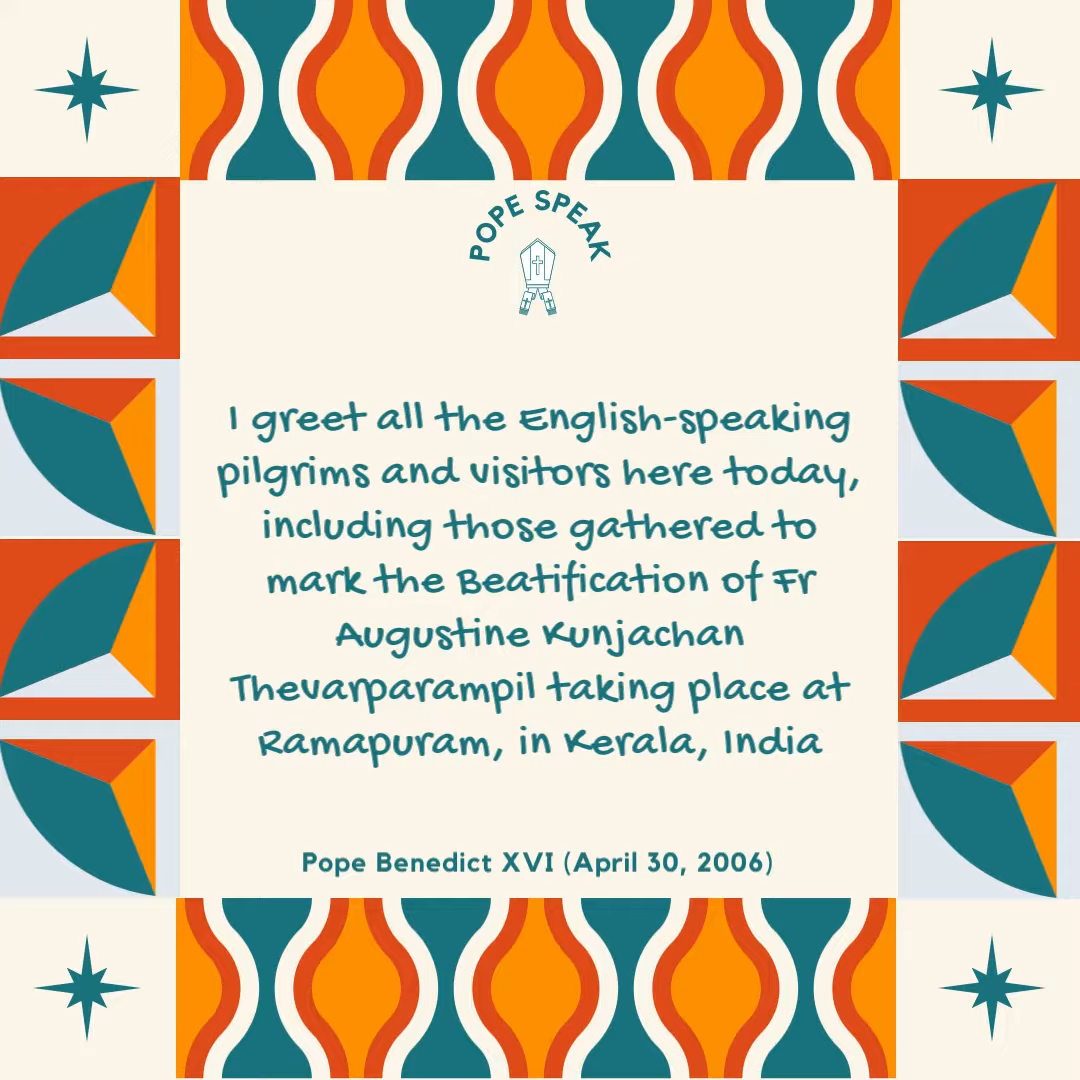 POPE SPEAK
I greet all the English-speaking
pilgrims and visitors here today,
including those gathered to
mark the Beatification of Fr
Augustine Kunjachan
Thevarparampil taking place at
Ramapuram, in Kerala, India
Pope Benedict XVI (April 30, 2006)